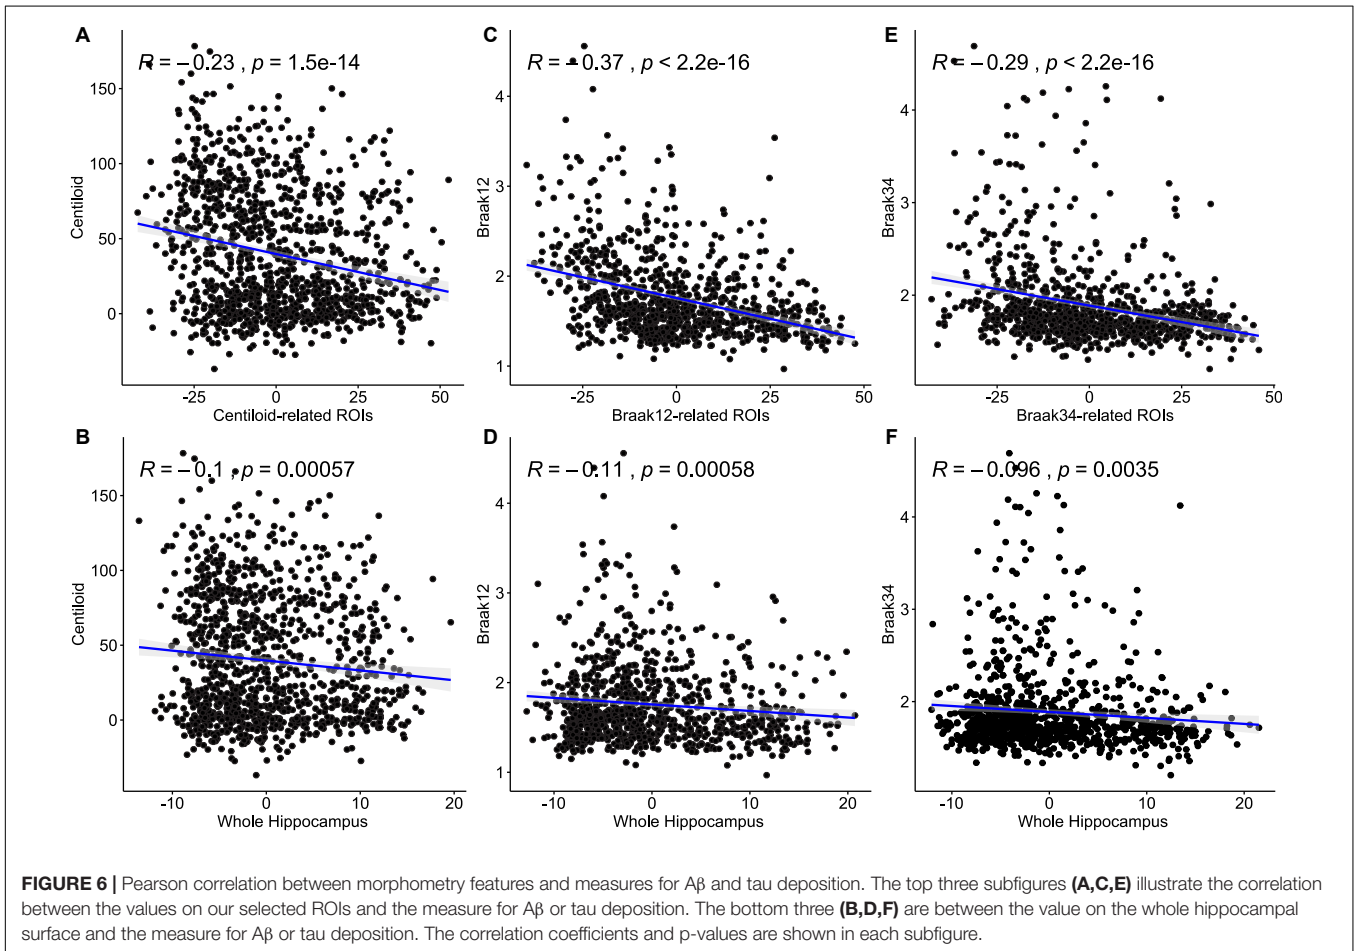 A
R = −0.23 , p = 1.5e-14
150
100
50
0
Centiloid
-25 0 25 50
Centiloid-related ROIs
C
R = −0.37 , p < 2.2e-16
4
3
2
1
Braak12
-25 0 25 50
Braak12-related ROIs
E
R = −0.29 , p < 2.2e-16
4
3
2
Braak34
-25 0 25 50
Braak34-related ROIs
B
R = −0.1 , p = 0.00057
150
100
50
0
Centiloid
-10 0 10 20
Whole Hippocampus
D
R = −0.11 , p = 0.00058
4
3
2
1
Braak12
-10 0 10 20
Whole Hippocampus
F
R = −0.096 , p = 0.0035
4
3
2
Braak34
-10 0 10 20
Whole Hippocampus
FIGURE 6 | Pearson correlation between morphometry features and measures for Aβ and tau deposition. The top three subfigures (A,C,E) illustrate the correlation
between the values on our selected ROIs and the measure for Aβ or tau deposition. The bottom three (B,D,F) are between the value on the whole hippocampal
surface and the measure for Aβ or tau deposition. The correlation coefficients and p-values are shown in each subfigure.